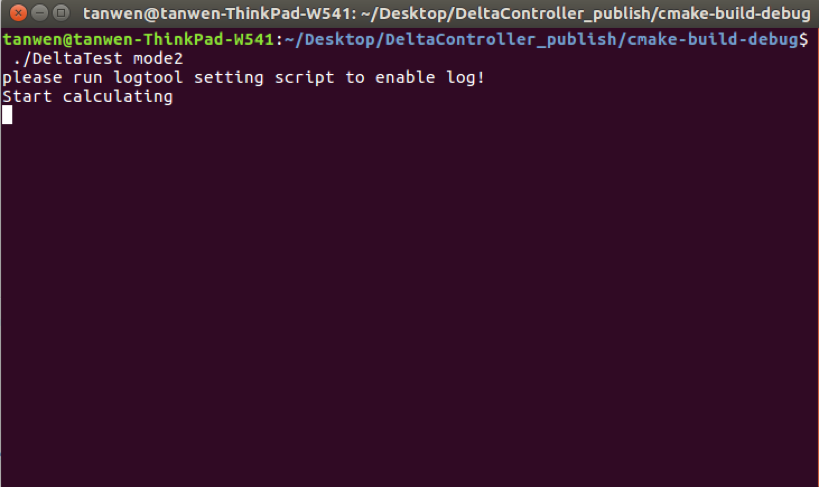 tanwen@tanwen-ThinkPad-W541: ~/Desktop/DeltaController_publish/cmake-build-debug
tanwen@tanwen-ThinkPad-W541:~/Desktop/DeltaController_publish/cmake-build-debug$
 ./DeltaTest mode2
please run logtool setting script to enable log!
Start calculating